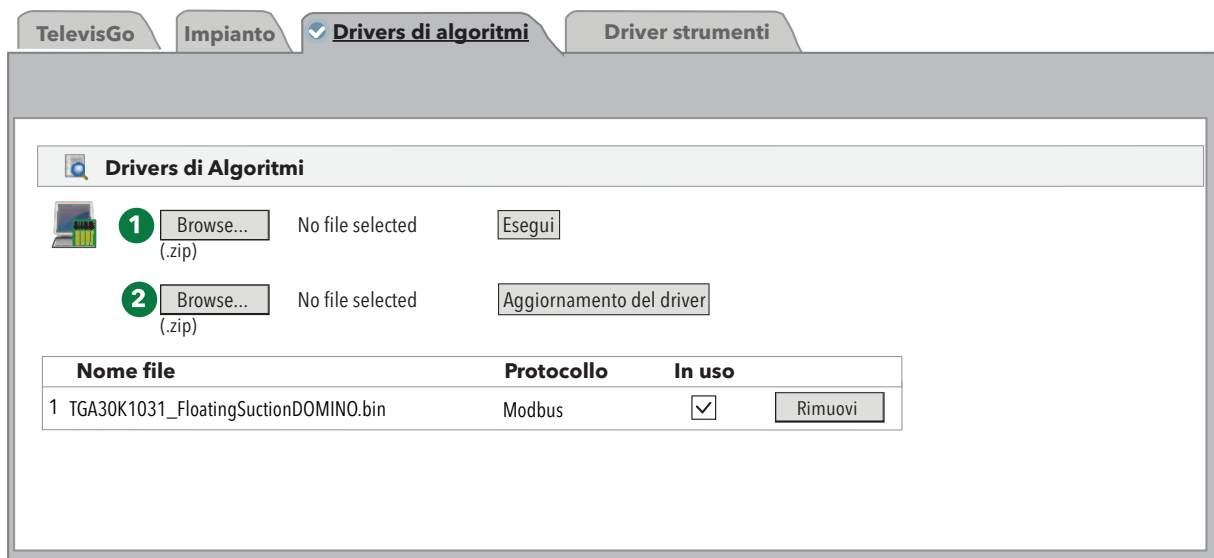 TelevisGo Impianto Drivers di algoritmi Driver strumenti
Drivers di Algoritmi
1 Browse... No file selected Esegui
(.zip)
2 Browse... No file selected Aggiornamento del driver
(.zip)
Nome file Protocollo In uso
1 TGA30K1031_FloatingSuctionDOMINO.bin Modbus Rimuovi